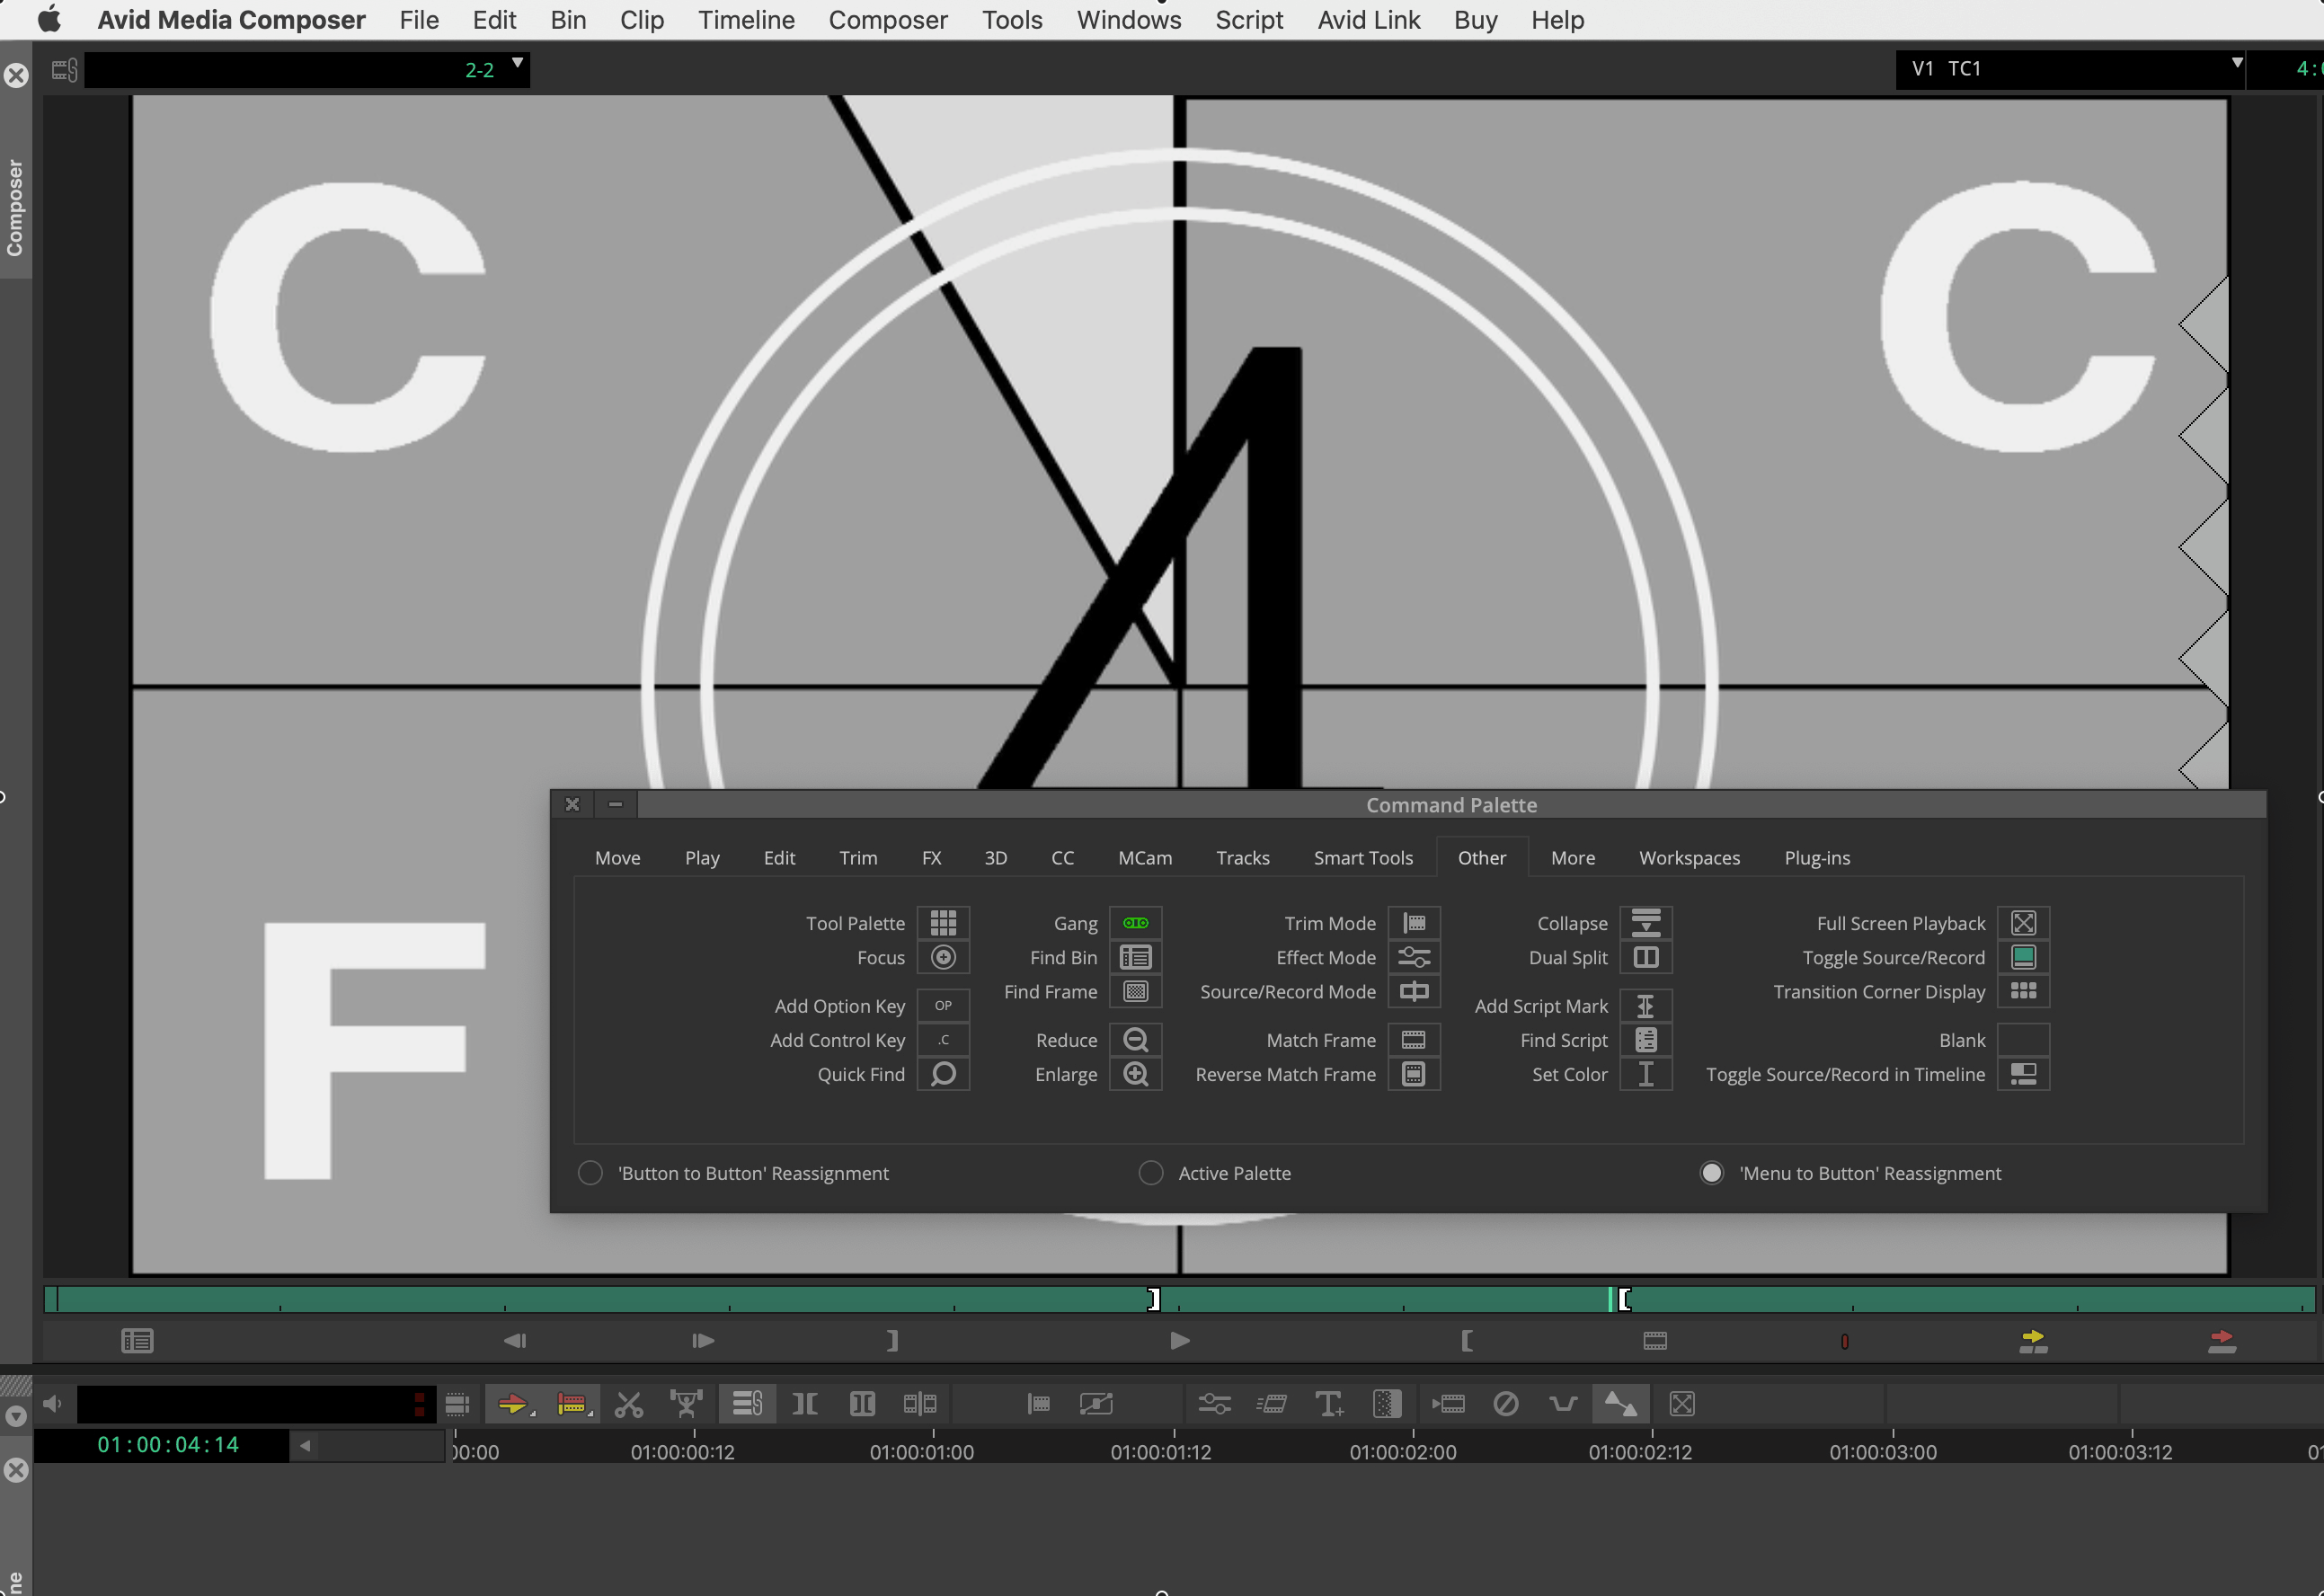 Avid Media Composer File Edit Bin Clip Timeline Composer Tools Windows Script Avid Link Buy Help
2-2
V1 TC1
Composer
C C
4
F
Command Palette
Move Play Edit Trim FX 3D CC MCam Tracks Smart Tools Other More Workspaces Plug-ins
Tool Palette Gang Trim Mode Collapse Full Screen Playback
Focus Find Bin Effect Mode Dual Split Toggle Source/Record
Find Frame Source/Record Mode Transition Corner Display
Add Option Key OP Add Script Mark
Add Control Key .C Reduce Match Frame Find Script Blank
Quick Find Enlarge Reverse Match Frame Set Color Toggle Source/Record in Timeline
'Button to Button' Reassignment Active Palette 'Menu to Button' Reassignment
01:00:04:14
00:00 01:00:00:12 01:00:01:00 01:00:01:12 01:00:02:00 01:00:02:12 01:00:03:00 01:00:03:12